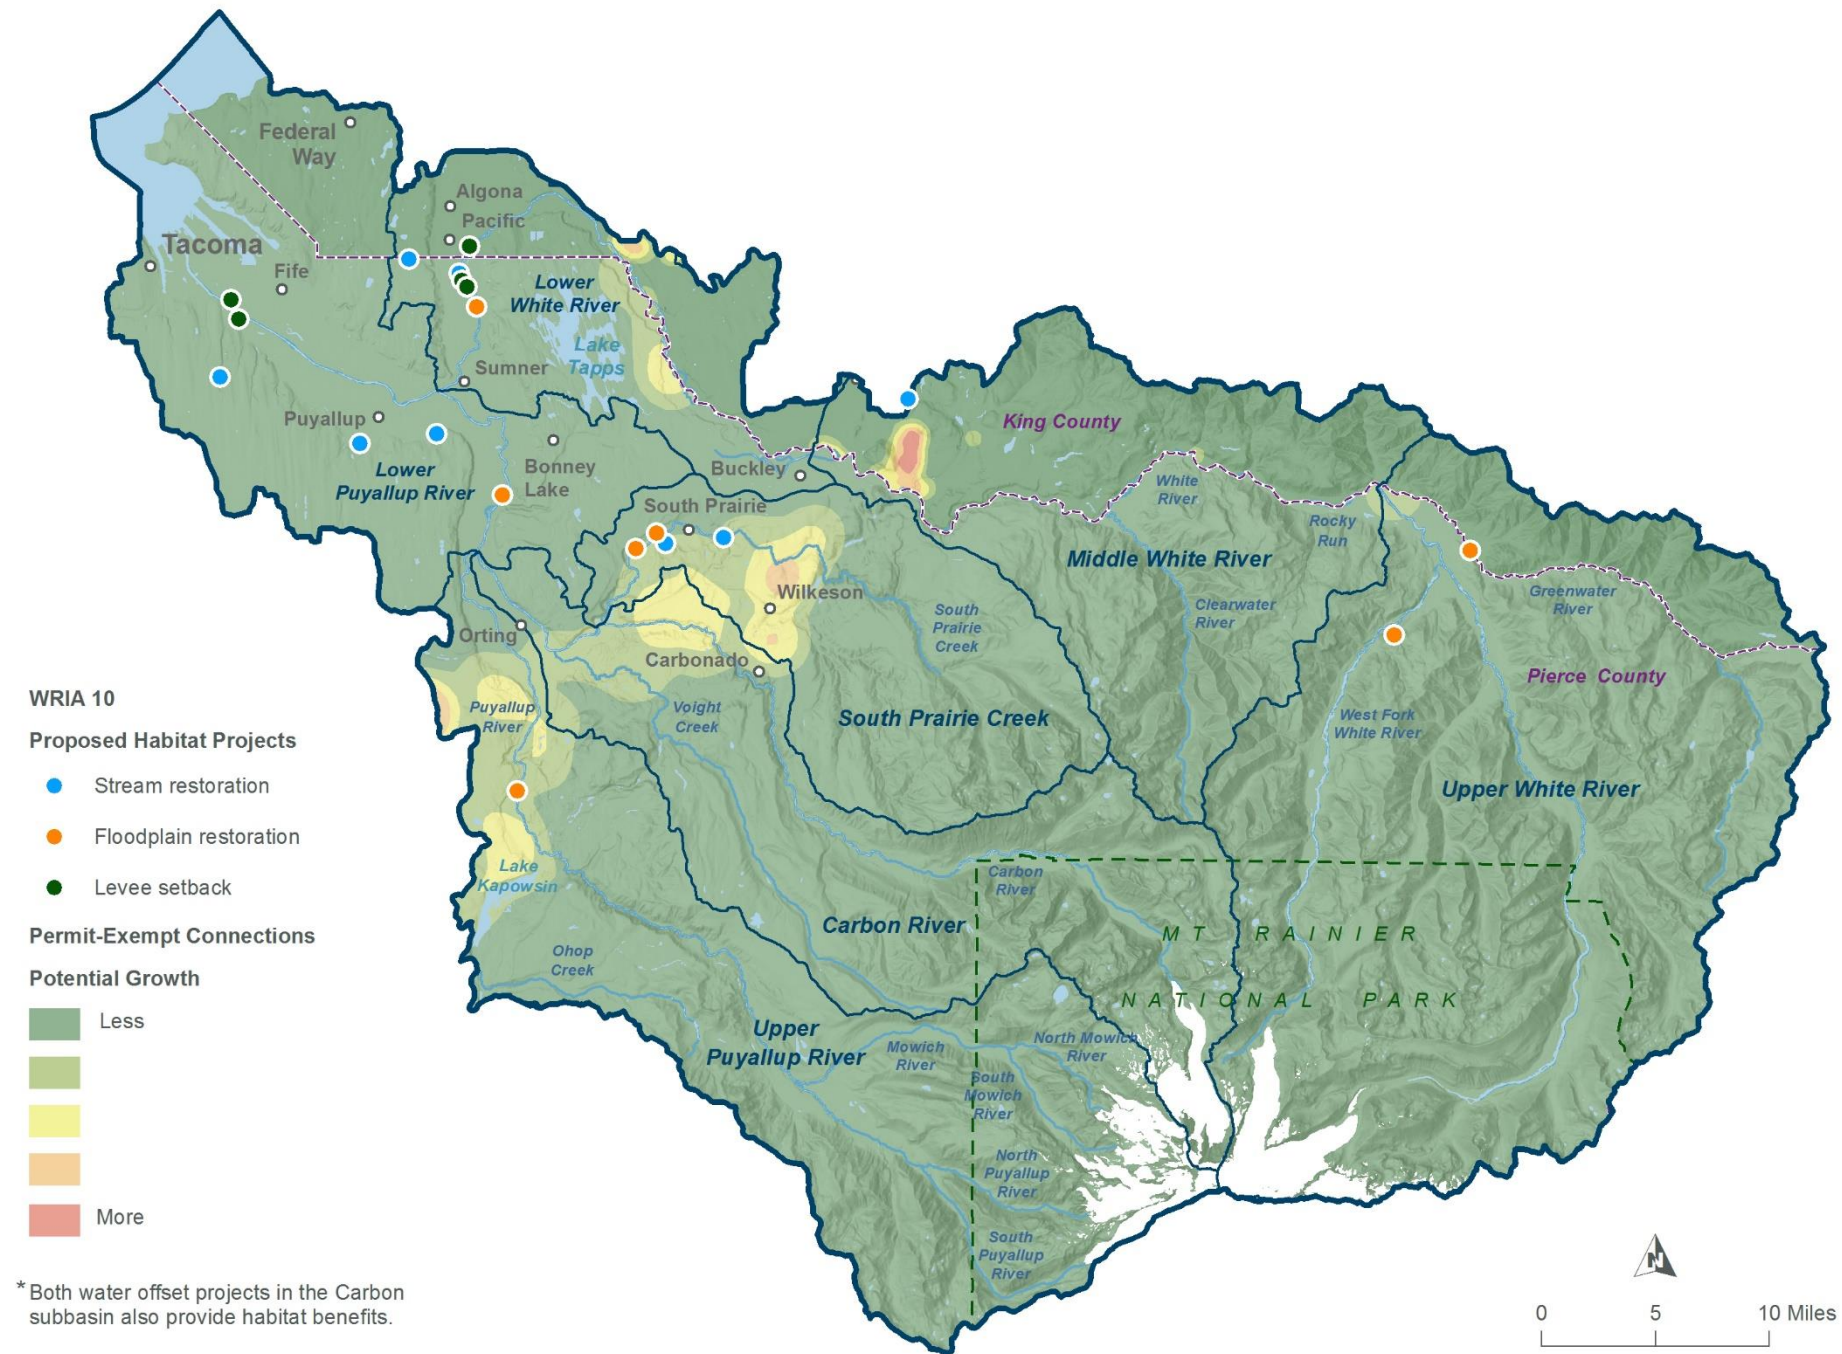 Federal
Way
Algona
Pacific
Tacoma
Fife
Lower
White River
Lake
Tapps
Sumner
Puyallup
Lower
Puyallup River
Bonney
Lake
Buckley
King County
White
River
Rocky
Run
South Prairie
Middle White River
Wilkeson
South
Prairie
Creek
Clearwater
River
Greenwater
River
Orting
Carbonado
Pierce County
Puyallup
River
Voight
Creek
South Prairie Creek
West Fork
White River
Upper White River
Lake
Kapowsin
Carbon
River
Carbon River
MT RAINIER
NATIONAL PARK
Ohop
Creek
Upper
Puyallup River
Mowich
River
North Mowich
River
South
Mowich
River
North
Puyallup
River
South
Puyallup
River
WRIA 10
Proposed Habitat Projects
Stream restoration
Floodplain restoration
Levee setback
Permit-Exempt Connections
Potential Growth
Less
More
* Both water offset projects in the Carbon
subbasin also provide habitat benefits.
N
0 5 10 Miles